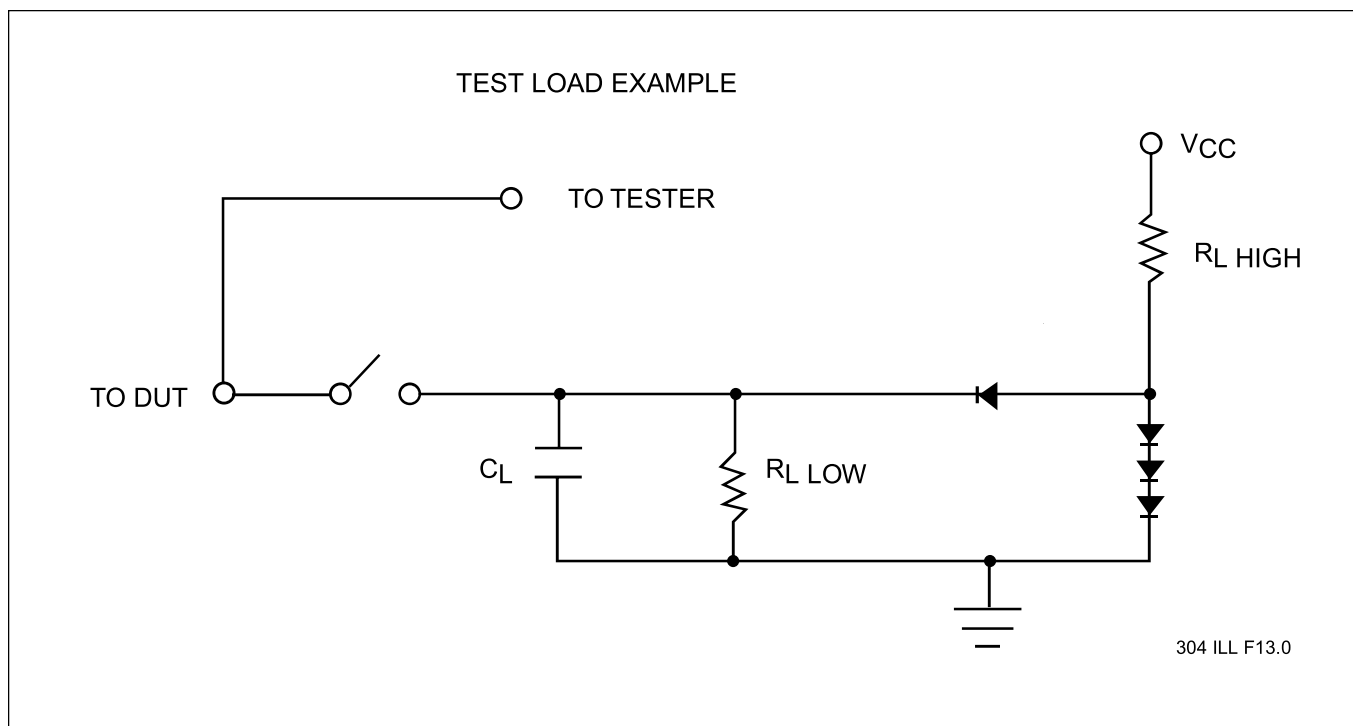 TEST LOAD EXAMPLE
VCC
TO TESTER
RL HIGH
TO DUT
CL
RL LOW
304 ILL F13.0